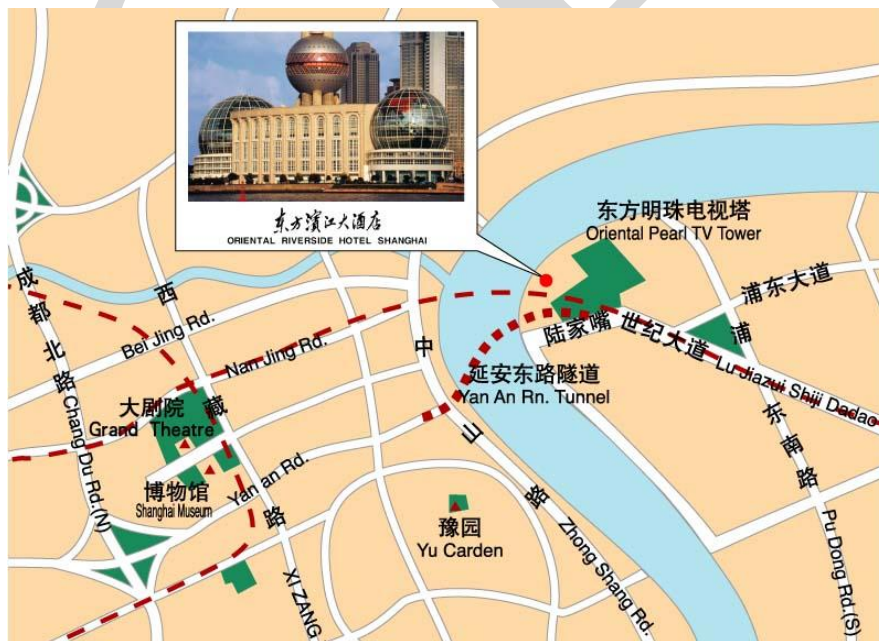 东方濱江大酒店
ORIENTAL RIVERSIDE HOTEL SHANGHAI
东方明珠电视塔
Oriental Pearl TV Tower
浦东大道
陆家嘴 世纪大道
Lu Jiazui Shiji Dadao
浦东南路
Pu Dong Rd.(S)
成都北路
Chang Du Rd.(N)
西藏路
XI ZANG
Bei Jing Rd.
Nan Jing Rd.
中山路
Zhong Shang Rd.
延安东路隧道
Yan An Rn. Tunnel
大剧院
Grand Theatre
博物馆
Shanghai Museum
Yan an Rd.
豫园
Yu Carden